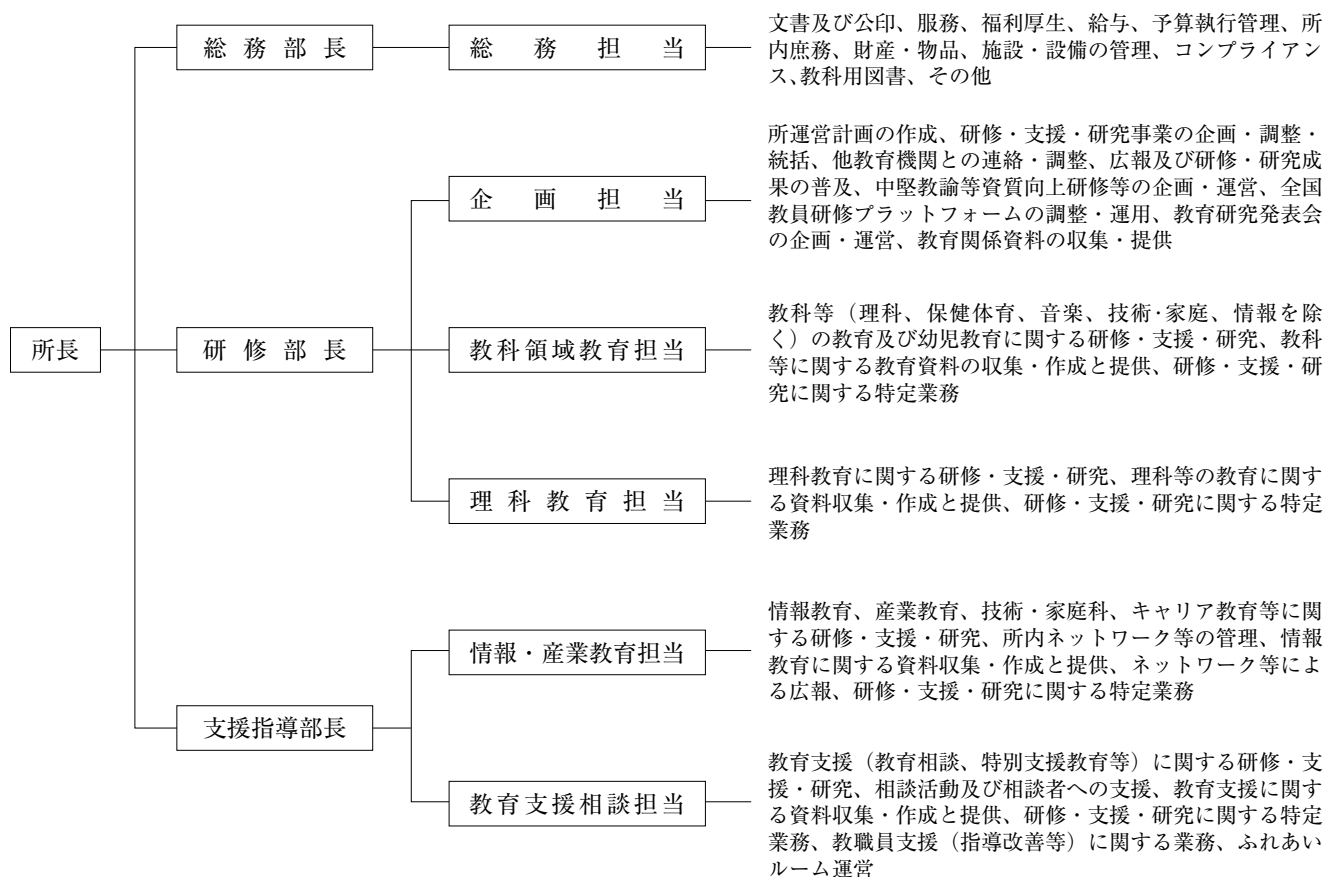 総務部長
総務担当
文書及び公印、服務、福利厚生、給与、予算執行管理、所
内庶務、財産・物品、施設・設備の管理、コンプライアン
ス、教科用図書、その他
企画担当
所運営計画の作成、研修・支援・研究事業の企画・調整・
統括、他教育機関との連絡・調整、広報及び研修・研究成
果の普及、中堅教諭等資質向上研修等の企画・運営、全国
教員研修プラットフォームの調整・運用、教育研究発表会
の企画・運営、教育関係資料の収集・提供
所長
研修部長
教科領域教育担当
教科等（理科、保健体育、音楽、技術・家庭、情報を除
く）の教育及び幼児教育に関する研修・支援・研究、教科
等に関する教育資料の収集・作成と提供、研修・支援・研
究に関する特定業務
理科教育担当
理科教育に関する研修・支援・研究、理科等の教育に関す
る資料収集・作成と提供、研修・支援・研究に関する特定
業務
情報・産業教育担当
情報教育、産業教育、技術・家庭科、キャリア教育等に関
する研修・支援・研究、所内ネットワーク等の管理、情報
教育に関する資料収集・作成と提供、ネットワーク等によ
る広報、研修・支援・研究に関する特定業務
支援指導部長
教育支援相談担当
教育支援（教育相談、特別支援教育等）に関する研修・支
援・研究、相談活動及び相談者への支援、教育支援に関す
る資料収集・作成と提供、研修・支援・研究に関する特定
業務、教職員支援（指導改善等）に関する業務、ふれあい
ルーム運営